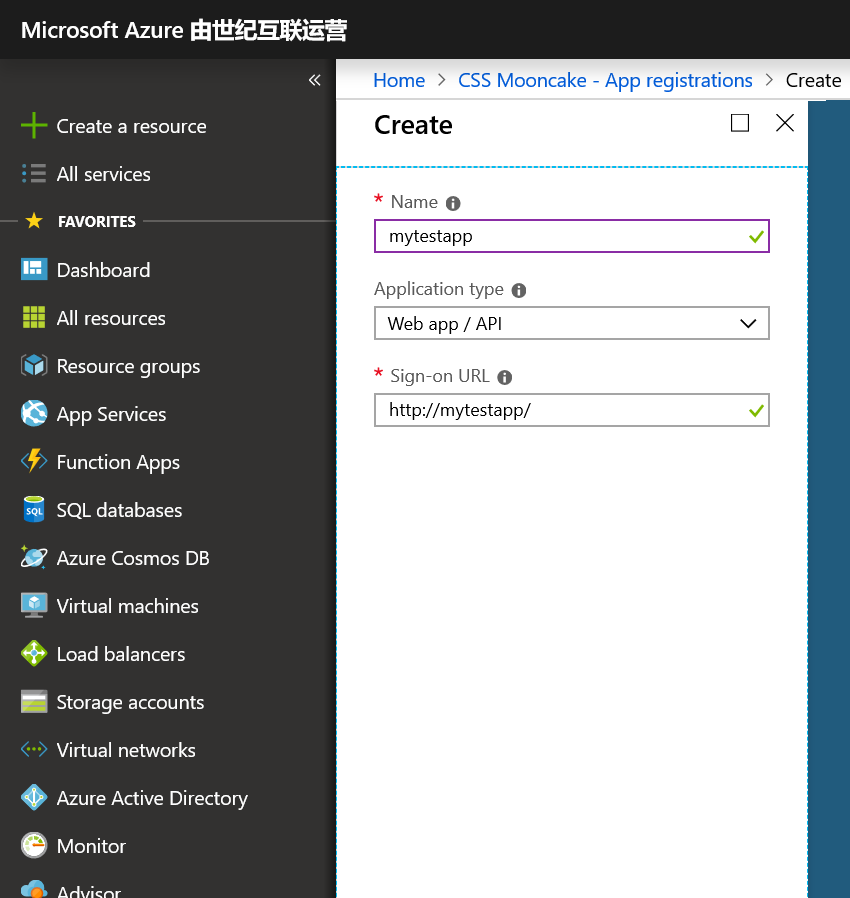 Microsoft Azure 由世纪互联运营
«
Home > CSS Mooncake - App registrations > Create
Create a resource
All services
FAVORITES
Dashboard
All resources
Resource groups
App Services
Function Apps
SQL
SQL databases
Azure Cosmos DB
Virtual machines
Load balancers
Storage accounts
Virtual networks
Azure Active Directory
Monitor
Advisor
Create
* Name
mytestapp
Application type
Web app / API
* Sign-on URL
http://mytestapp/